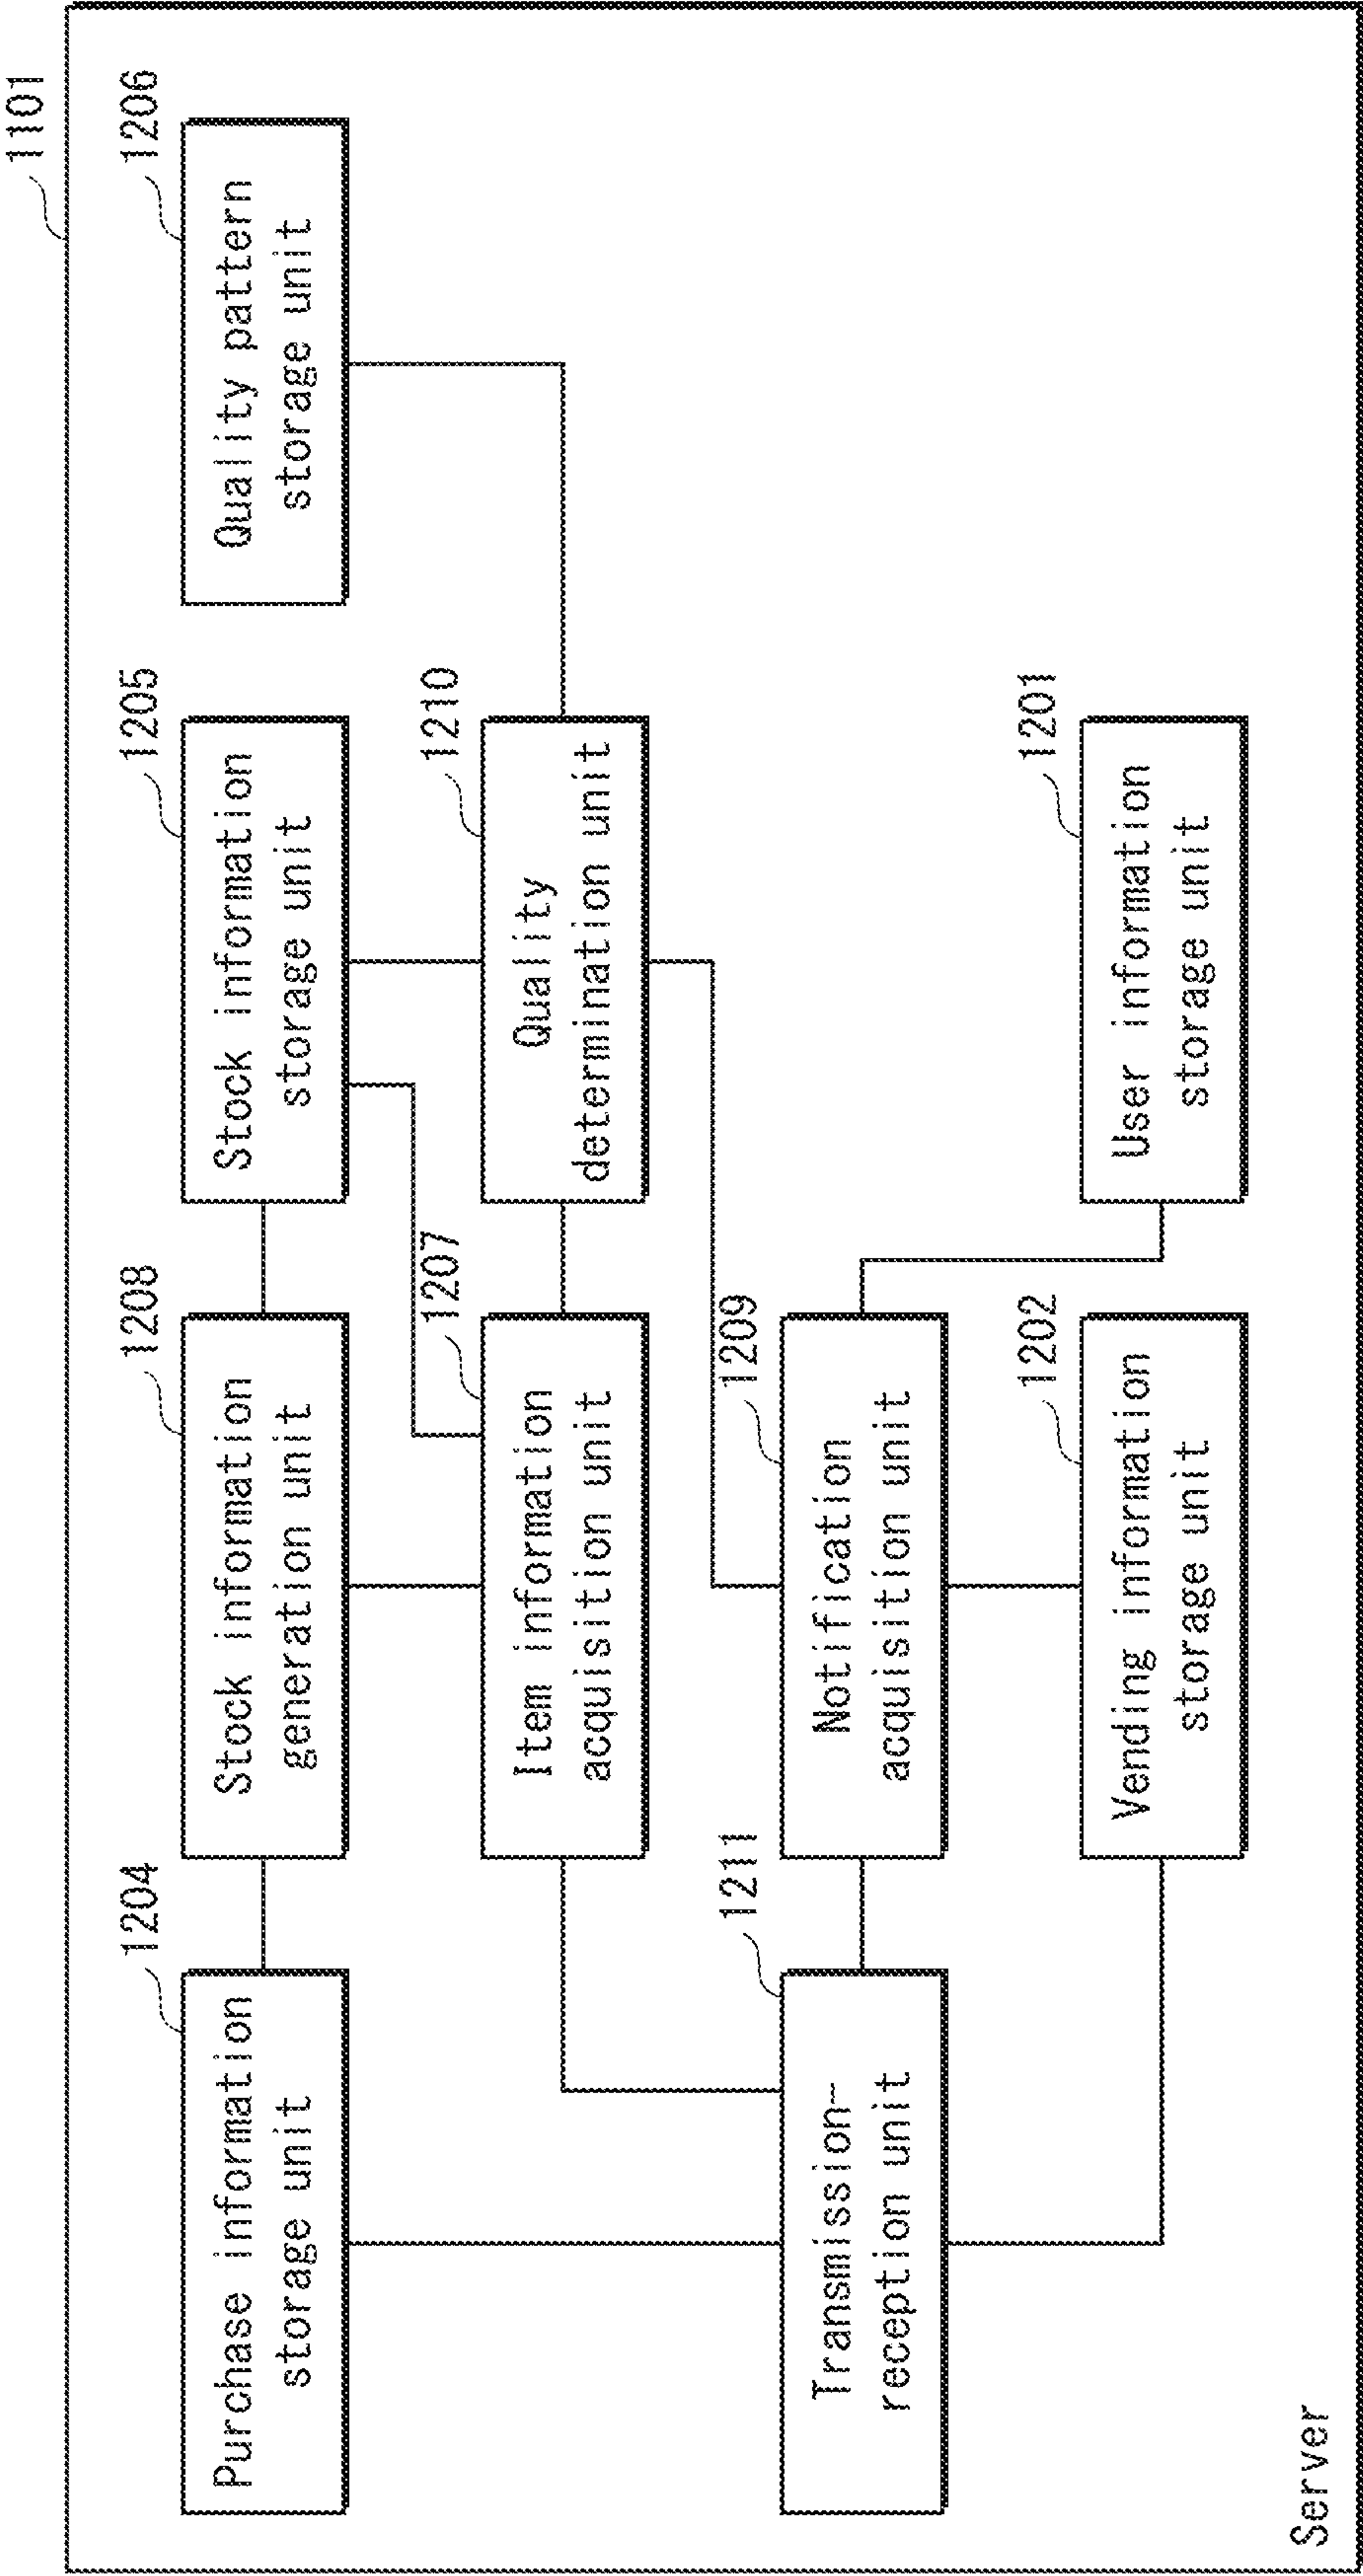 1101
1204
Purchase information
storage unit
1208
Stock information
generation unit
1205
Stock information
storage unit
1206
Quality pattern
storage unit
1207
Item information
acquisition unit
1210
Quality
determination unit
1211
Transmission-
reception unit
1209
Notification
acquisition unit
1202
Vending information
storage unit
1201
User information
storage unit
Server